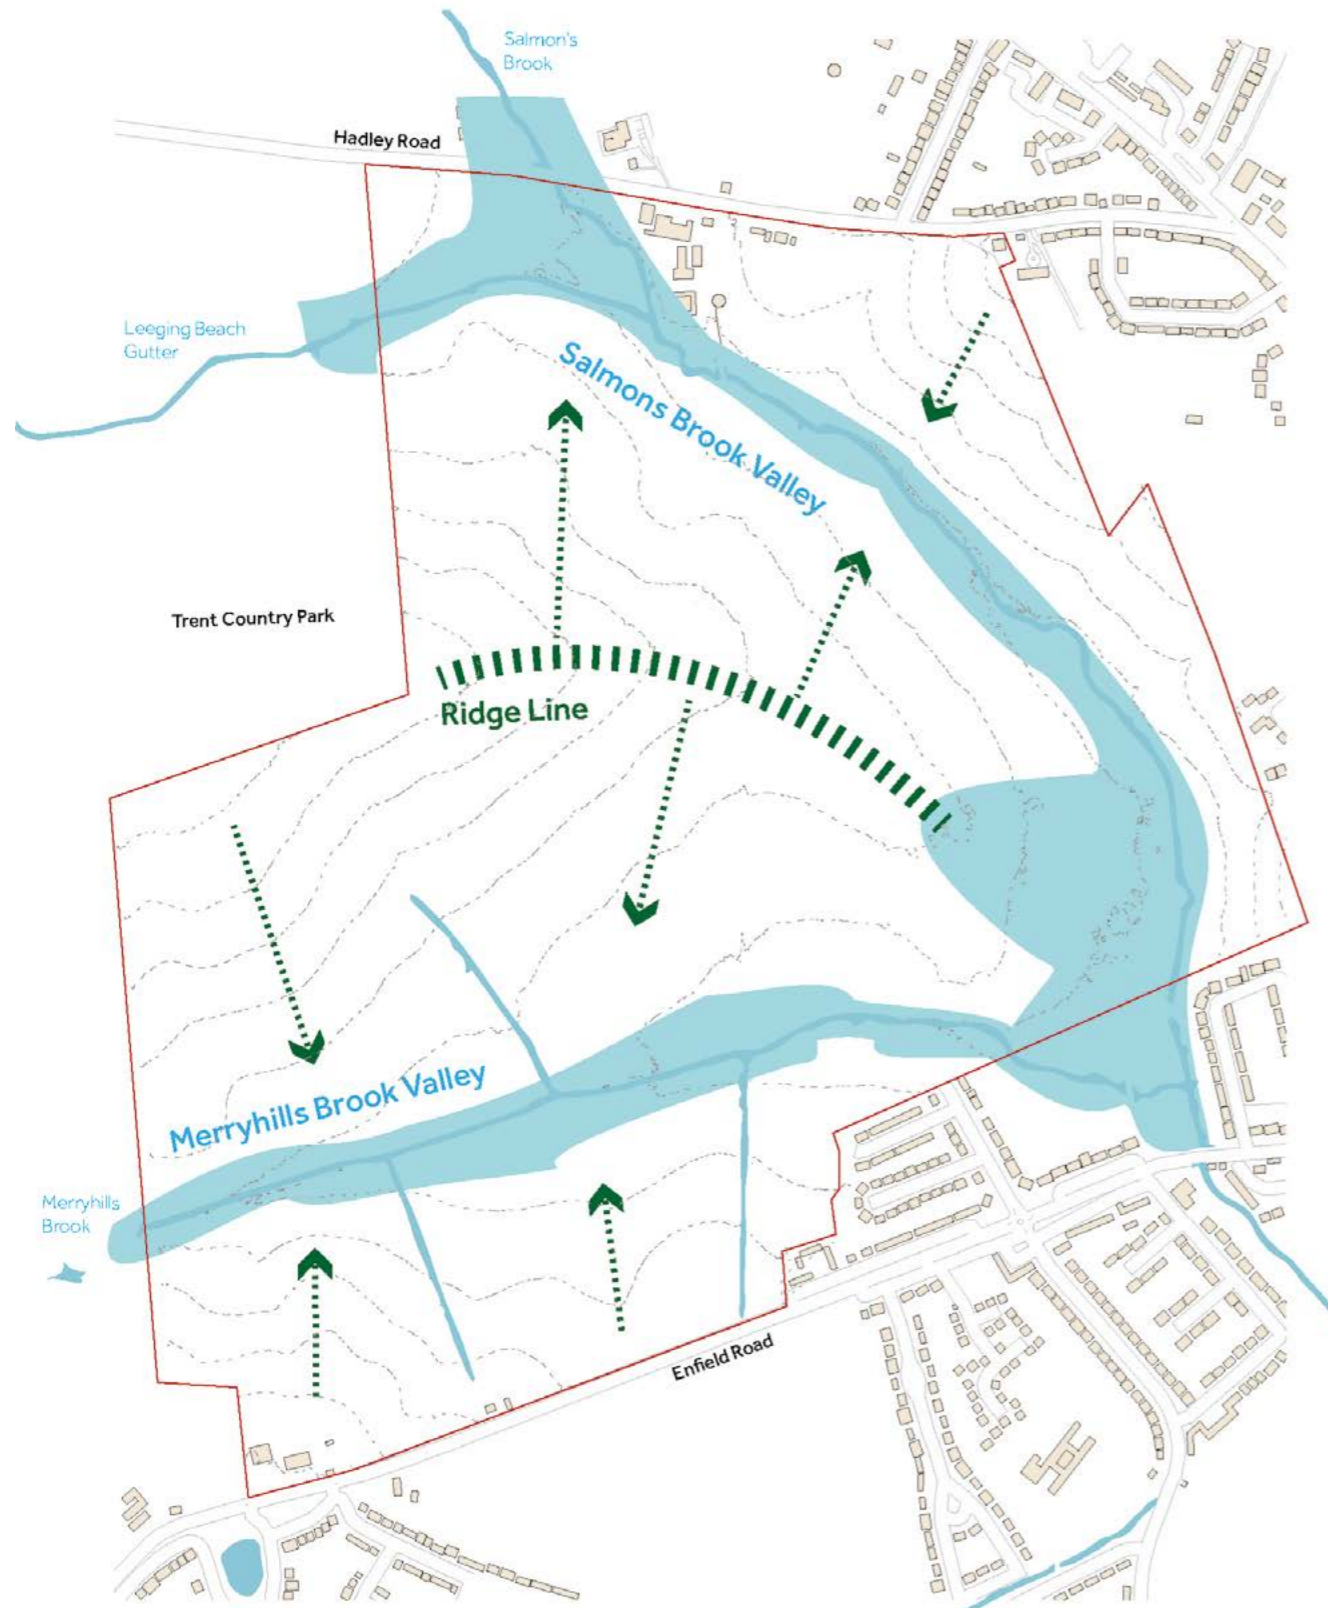 Salmon's
Brook
Hadley Road
Leeging Beach
Gutter
Salmons Brook Valley
Trent Country Park
Ridge Line
Merryhills Brook Valley
Merryhills
Brook
Enfield Road